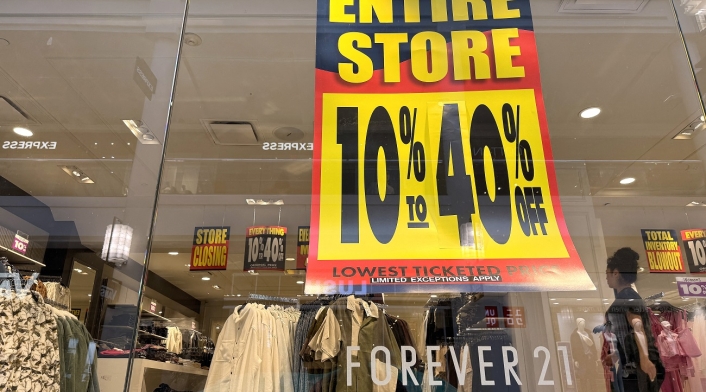 ENTIRE
STORE
10% TO 40% OFF
LOWEST TICKETED
LIMITED EXCEPTIONS APPLY
EXPRESS
EXPRESS
STORE
CLOSING
EVERYTHING
10% 40%
TOTAL
INVENTORY
BLOWOUT
FOREVER 21